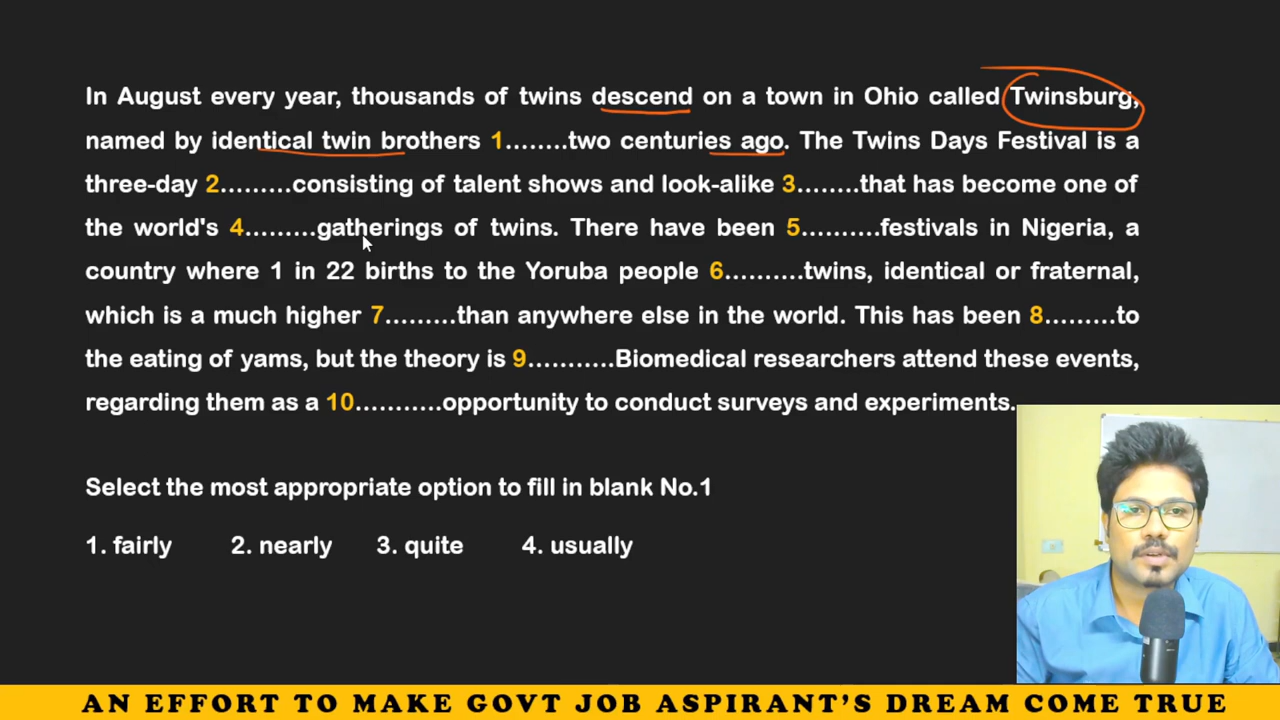 In August every year, thousands of twins descend on a town in Ohio called Twinsburg,
named by identical twin brothers 1........two centuries ago. The Twins Days Festival is a
three-day 2.........consisting of talent shows and look-alike 3........that has become one of
the world's 4.........gatherings of twins. There have been 5..........festivals in Nigeria, a
country where 1 in 22 births to the Yoruba people 6..........twins, identical or fraternal,
which is a much higher 7.........than anywhere else in the world. This has been 8.........to
the eating of yams, but the theory is 9...........Biomedical researchers attend these events,
regarding them as a 10...........opportunity to conduct surveys and experiments.
Select the most appropriate option to fill in blank No.1
1. fairly 2. nearly 3. quite 4. usually
AN EFFORT TO MAKE GOVT JOB ASPIRANT'S DREAM COME TRUE